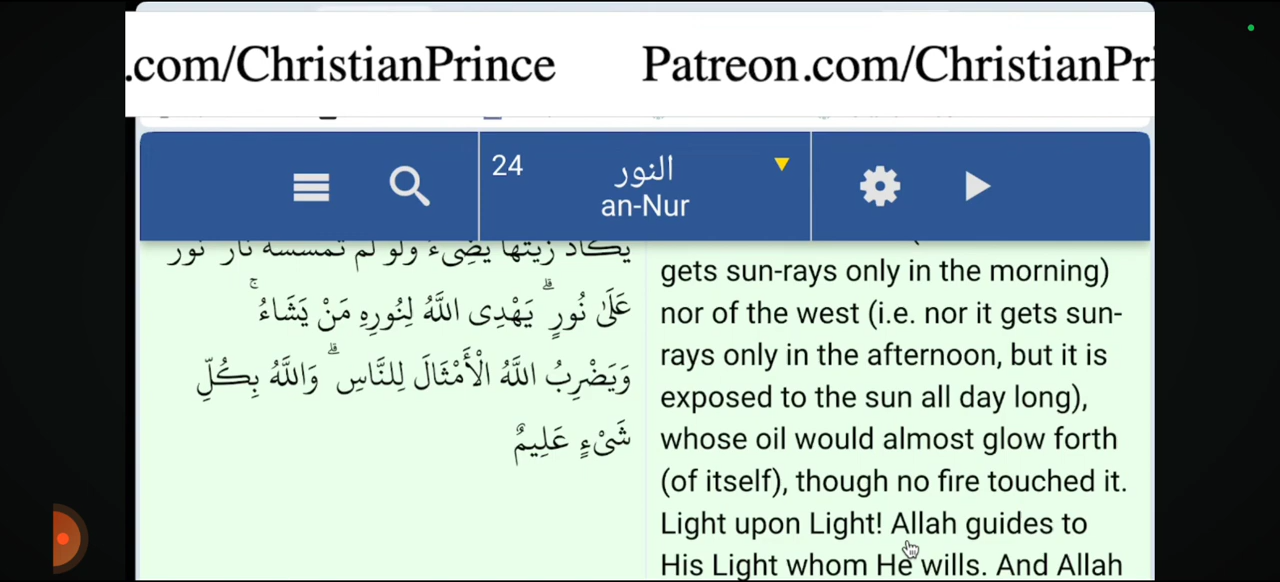 .com/ChristianPrince Patreon.com/ChristianPri
24
النور
an-Nur
يَكَادُ زَيْتُهَا يُضِىءُ وَلَوْ لَمْ تَمْسَسْهُ نَارٌ نُورٌ
عَلَىٰ نُورٍ ۗ يَهْدِى اللَّهُ لِنُورِهِ مَنْ يَشَاءُ ۚ
وَيَضْرِبُ اللَّهُ الْأَمْثَالَ لِلنَّاسِ ۗ وَاللَّهُ بِكُلِّ
شَىْءٍ عَلِيمٌ
gets sun-rays only in the morning)
nor of the west (i.e. nor it gets sun-
rays only in the afternoon, but it is
exposed to the sun all day long),
whose oil would almost glow forth
(of itself), though no fire touched it.
Light upon Light! Allah guides to
His Light whom He wills. And Allah